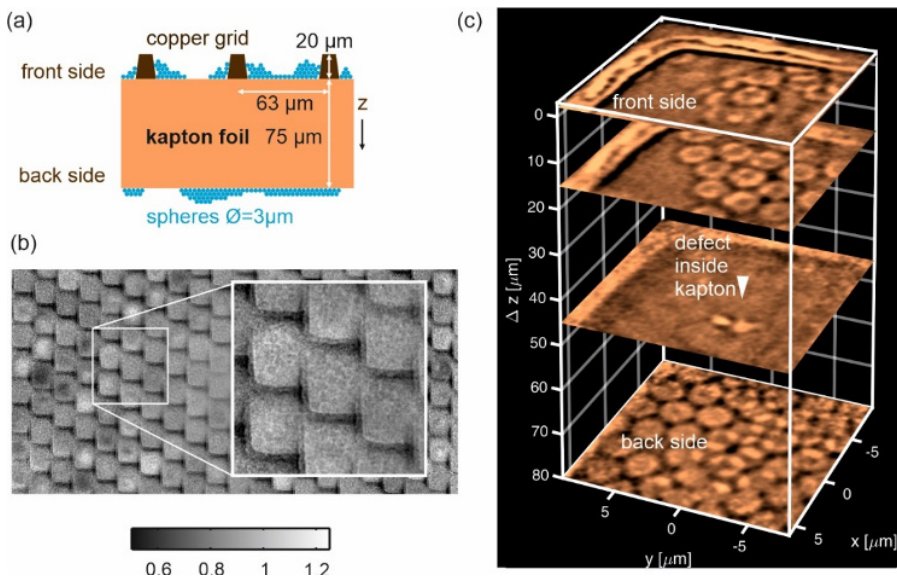 (a)
copper grid
20 µm
front side
63 µm
z
kapton foil
75 µm
back side
spheres Ø=3µm
(b)
0.6
0.8
1
1.2
(c)
front side
0
10
20
30
40
50
60
70
80
Δ z [µm]
defect
inside
kapton
back side
5
0
-5
y [µm]
-5
0
5
x [µm]